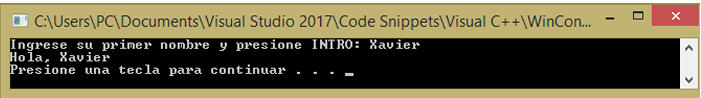 C:\Users\PC\Documents\Visual Studio 2017\Code Snippets\Visual C++\WinCon...
Ingrese su primer nombre y presione INTRO: Xavier
Hola, Xavier
Presione una tecla para continuar . . . _